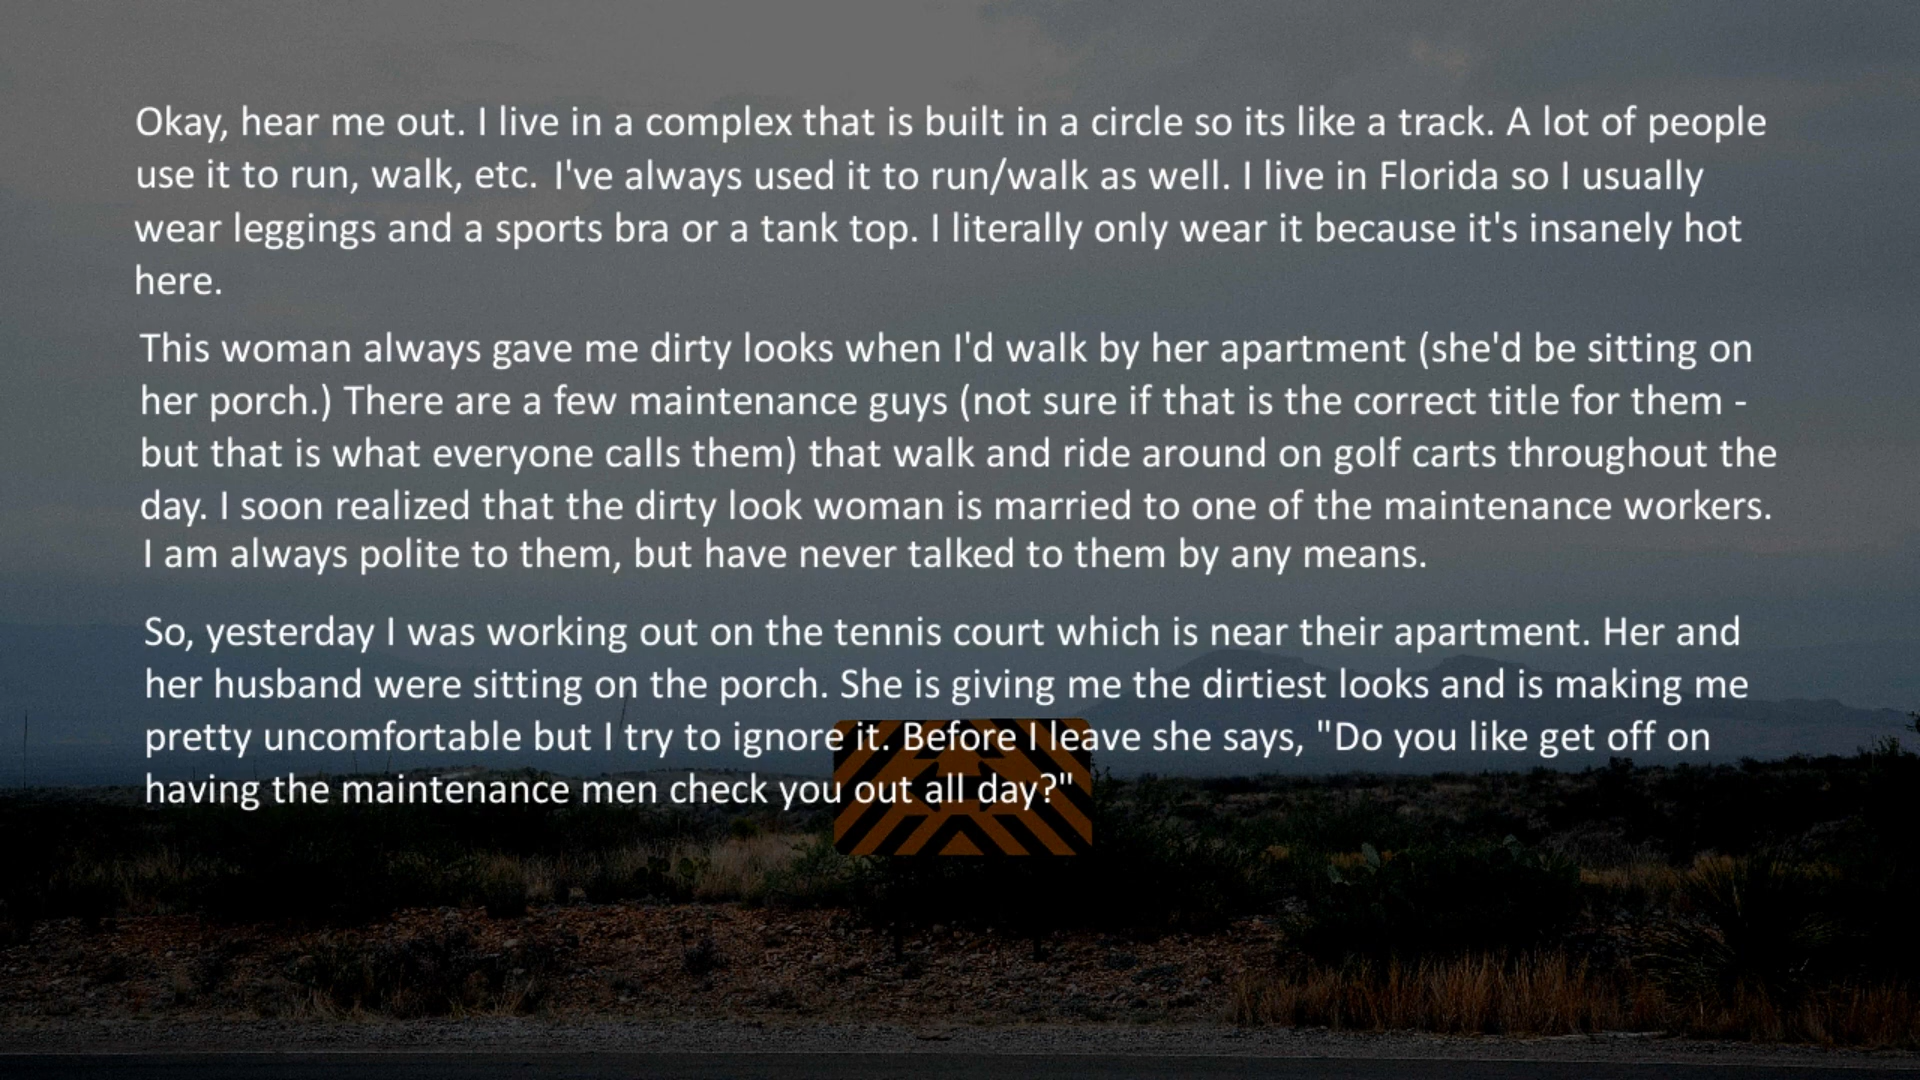 Okay, hear me out. I live in a complex that is built in a circle so its like a track. A lot of people
use it to run, walk, etc. I've always used it to run/walk as well. I live in Florida so I usually
wear leggings and a sports bra or a tank top. I literally only wear it because it's insanely hot
here.
This woman always gave me dirty looks when I'd walk by her apartment (she'd be sitting on
her porch.) There are a few maintenance guys (not sure if that is the correct title for them -
but that is what everyone calls them) that walk and ride around on golf carts throughout the
day. I soon realized that the dirty look woman is married to one of the maintenance workers.
I am always polite to them, but have never talked to them by any means.
So, yesterday I was working out on the tennis court which is near their apartment. Her and
her husband were sitting on the porch. She is giving me the dirtiest looks and is making me
pretty uncomfortable but I try to ignore it. Before I leave she says, "Do you like get off on
having the maintenance men check you out all day?"